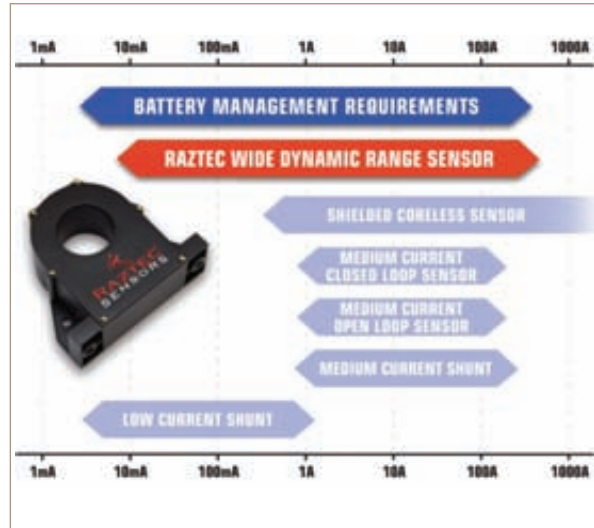 1mA 10mA 100mA 1A 10A 100A 1000A
BATTERY MANAGEMENT REQUIREMENTS
RAZTEC WIDE DYNAMIC RANGE SENSOR
SHIELDED CORELESS SENSOR
RAZTEC
SENSORS
MEDIUM CURRENT
CLOSED LOOP SENSOR
MEDIUM CURRENT
OPEN LOOP SENSOR
MEDIUM CURRENT SHUNT
LOW CURRENT SHUNT
1mA 10mA 100mA 1A 10A 100A 1000A